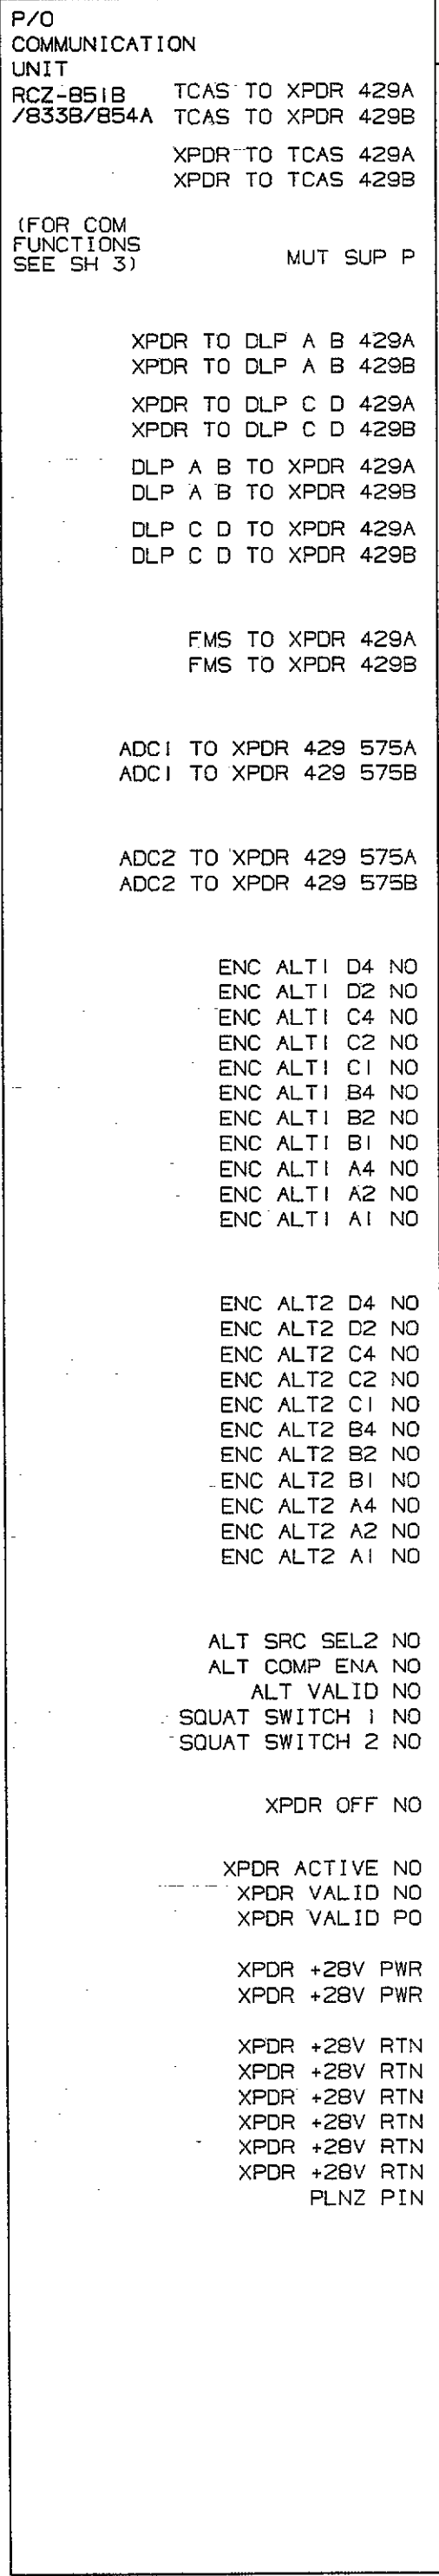 P/O
COMMUNICATION
UNIT
RCZ-851B TCAS TO XPDR 429A
/833B/854A TCAS TO XPDR 429B
XPDR TO TCAS 429A
XPDR TO TCAS 429B
(FOR COM
FUNCTIONS
SEE SH 3) MUT SUP P
XPDR TO DLP A B 429A
XPDR TO DLP A B 429B
XPDR TO DLP C D 429A
XPDR TO DLP C D 429B
DLP A B TO XPDR 429A
DLP A B TO XPDR 429B
DLP C D TO XPDR 429A
DLP C D TO XPDR 429B
FMS TO XPDR 429A
FMS TO XPDR 429B
ADC1 TO XPDR 429 575A
ADC1 TO XPDR 429 575B
ADC2 TO XPDR 429 575A
ADC2 TO XPDR 429 575B
ENC ALT1 D4 NO
ENC ALT1 D2 NO
ENC ALT1 C4 NO
ENC ALT1 C2 NO
ENC ALT1 C1 NO
ENC ALT1 B4 NO
ENC ALT1 B2 NO
ENC ALT1 B1 NO
ENC ALT1 A4 NO
ENC ALT1 A2 NO
ENC ALT1 A1 NO
ENC ALT2 D4 NO
ENC ALT2 D2 NO
ENC ALT2 C4 NO
ENC ALT2 C2 NO
ENC ALT2 C1 NO
ENC ALT2 B4 NO
ENC ALT2 B2 NO
ENC ALT2 B1 NO
ENC ALT2 A4 NO
ENC ALT2 A2 NO
ENC ALT2 A1 NO
ALT SRC SEL2 NO
ALT COMP ENA NO
ALT VALID NO
SQUAT SWITCH 1 NO
SQUAT SWITCH 2 NO
XPDR OFF NO
XPDR ACTIVE NO
XPDR VALID NO
XPDR VALID PO
XPDR +28V PWR
XPDR +28V PWR
XPDR +28V RTN
XPDR +28V RTN
XPDR +28V RTN
XPDR +28V RTN
XPDR +28V RTN
XPDR +28V RTN
PLNZ PIN